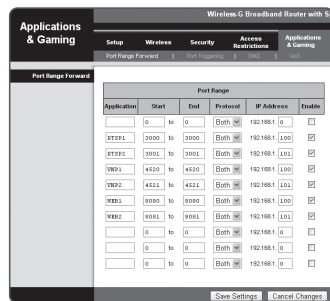 Wireless-G Broadband Router with S
Applications
& Gaming
Setup Wireless Security Access Restrictions Applications & Gaming
Port Range Forward | Port Triggering | DMZ | QoS
Port Range Forward
Port Range
Application Start End Protocol IP Address Enable
0 to 0 Both 192.168.1. 0
RTSP1 3000 to 3000 Both 192.168.1. 100
RTSP2 3001 to 3001 Both 192.168.1. 101
VNP1 4520 to 4520 Both 192.168.1. 100
VNP2 4521 to 4521 Both 192.168.1. 101
WEB1 8080 to 8080 Both 192.168.1. 100
WEB2 8081 to 8081 Both 192.168.1. 101
0 to 0 Both 192.168.1. 0
0 to 0 Both 192.168.1. 0
0 to 0 Both 192.168.1. 0
Save Settings Cancel Changes